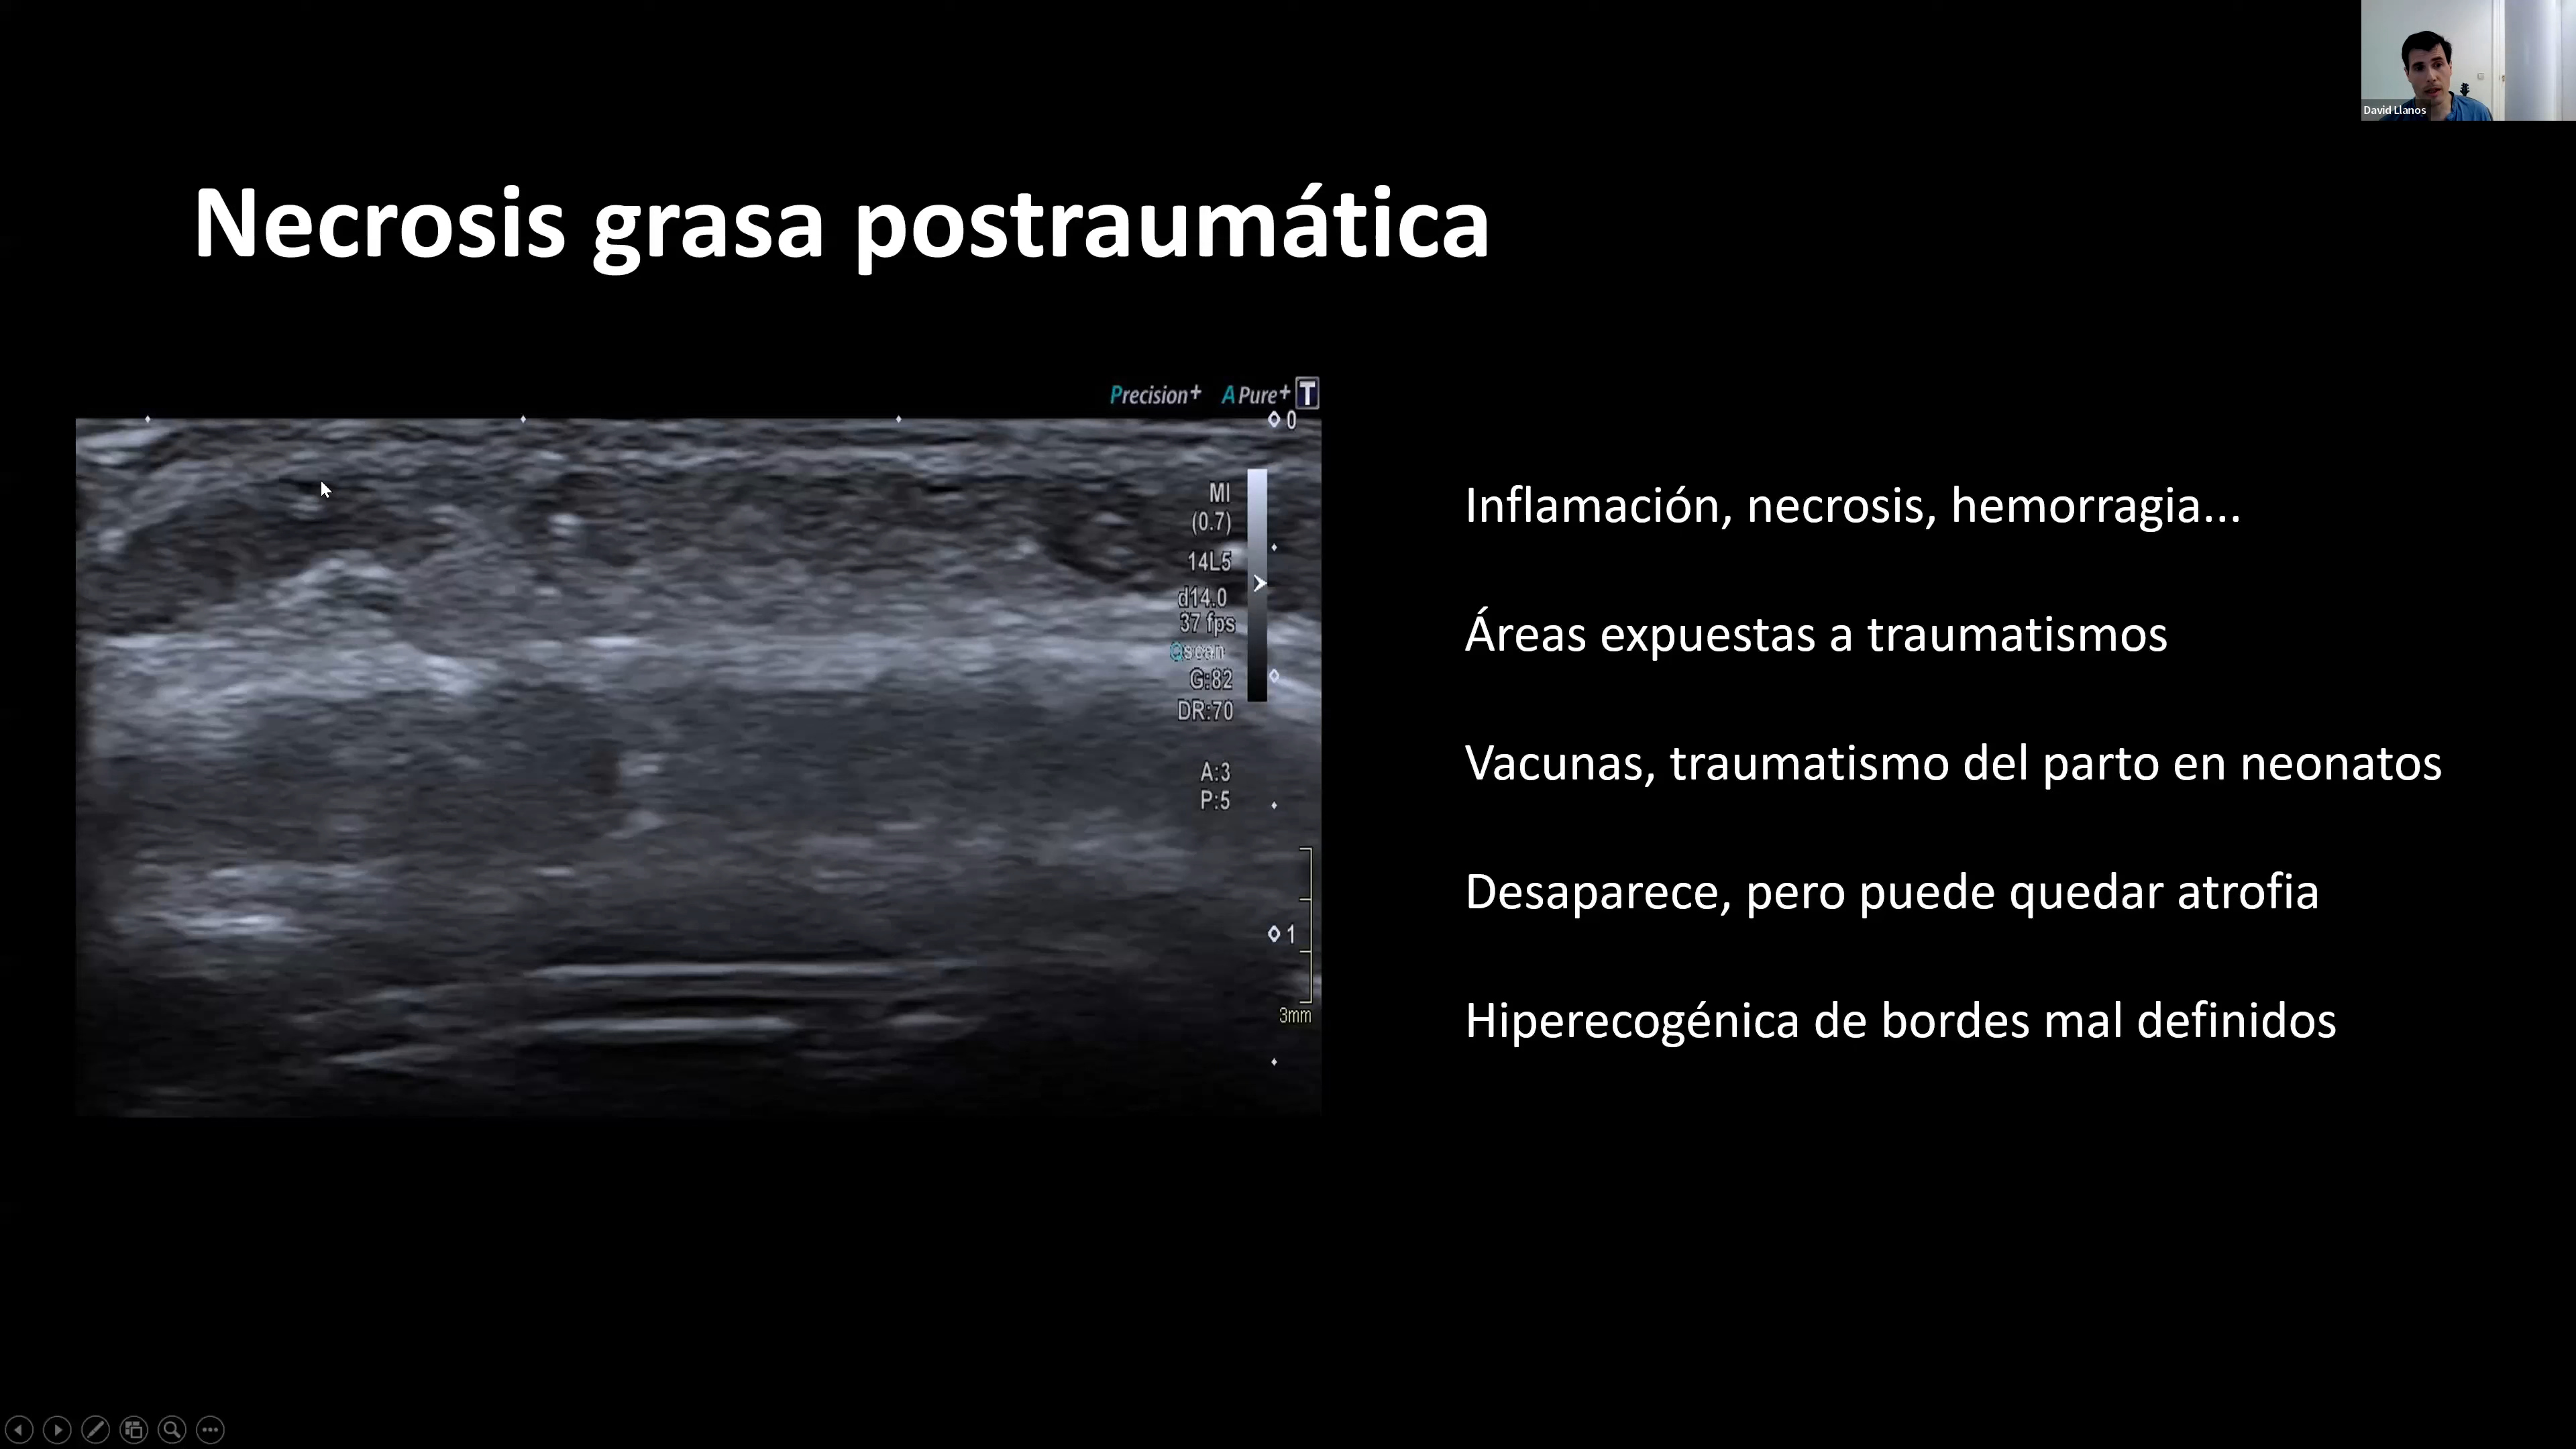 David Llanos
Necrosis grasa postraumática
Precision+ APure+ T
0
MI
(0.7)
14L5
d14.0
37 fps
Qscan
G:82
DR:70
A:3
P:5
1
3mm
Inflamación, necrosis, hemorragia...
Áreas expuestas a traumatismos
Vacunas, traumatismo del parto en neonatos
Desaparece, pero puede quedar atrofia
Hiperecogénica de bordes mal definidos